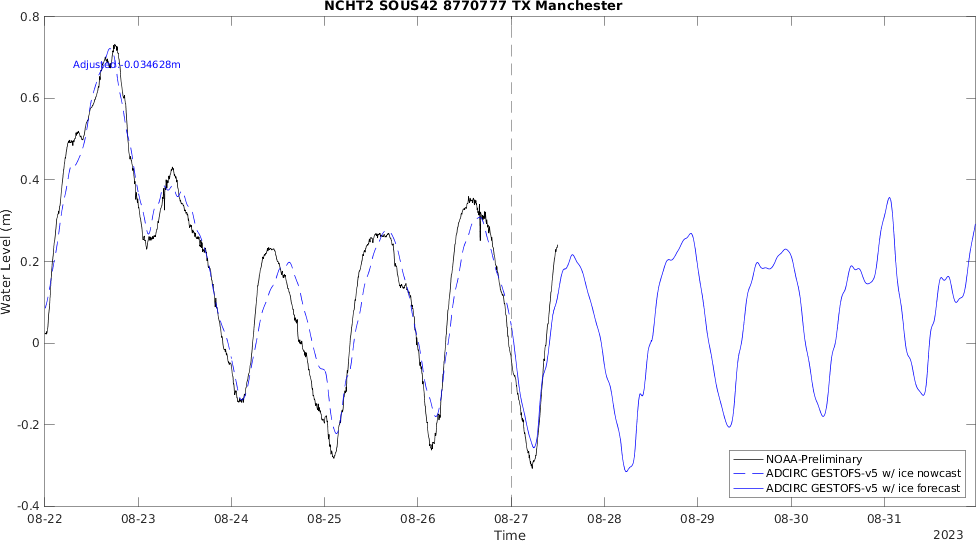 NCHT2 SOUS42 8770777 TX Manchester
0.8
Adjusted:-0.034628m
0.6
0.4
0.2
0
-0.2
-0.4
Water Level (m)
NOAA-Preliminary
ADCIRC GESTOFS-v5 w/ ice nowcast
ADCIRC GESTOFS-v5 w/ ice forecast
08-22 08-23 08-24 08-25 08-26 08-27 08-28 08-29 08-30 08-31
Time
2023